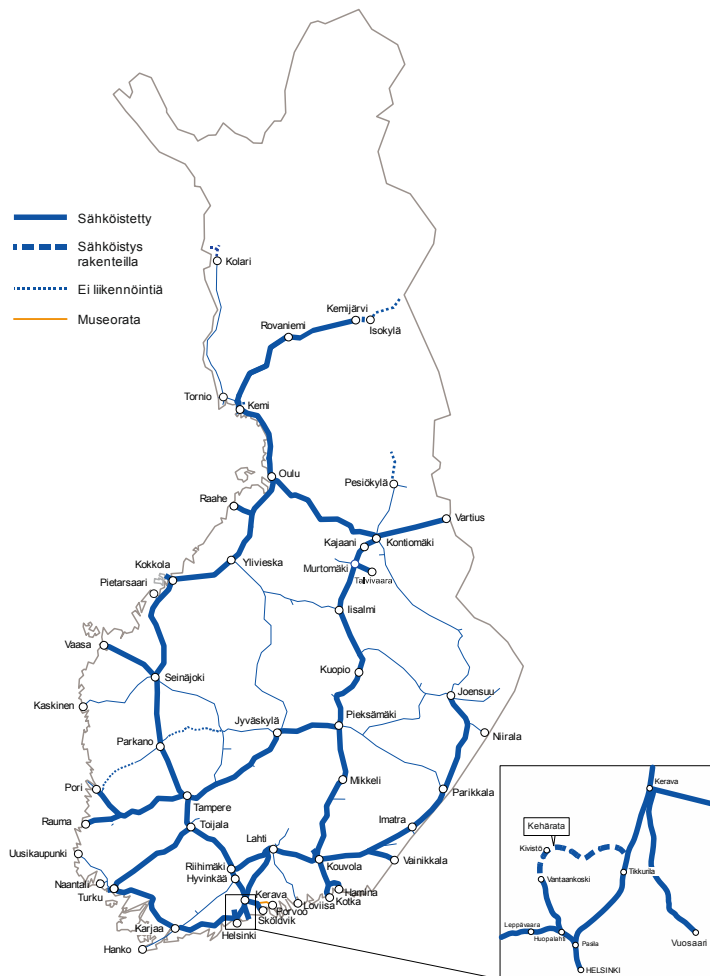 Sähköistetty
Sähköistys
rakenteilla
Ei liikennöintiä
Museorata
Kolari
Kemijärvi
Isokylä
Rovaniemi
Tornio
Kemi
Oulu
Pesiökylä
Raahe
Vartius
Kontiomäki
Kajaani
Ylivieska
Murtomäki
Talvivaara
Kokkola
Pietarsaari
Iisalmi
Vaasa
Seinäjoki
Kuopio
Joensuu
Kaskinen
Jyväskylä
Pieksämäki
Niirala
Parkano
Pori
Mikkeli
Parikkala
Tampere
Rauma
Toijala
Imatra
Lahti
Uusikaupunki
Riihimäki
Kouvola
Vainikkala
Hyvinkää
Naantali
Turku
Kerava
Hamina
Kotka
Loviisa
Porvoo
Sköldvik
Karjaa
Helsinki
Hanko
Kerava
Kehärata
Kivistö
Tikkurila
Vantaankoski
Leppävaara
Huopalahti
Pasila
Vuosaari
HELSINKI